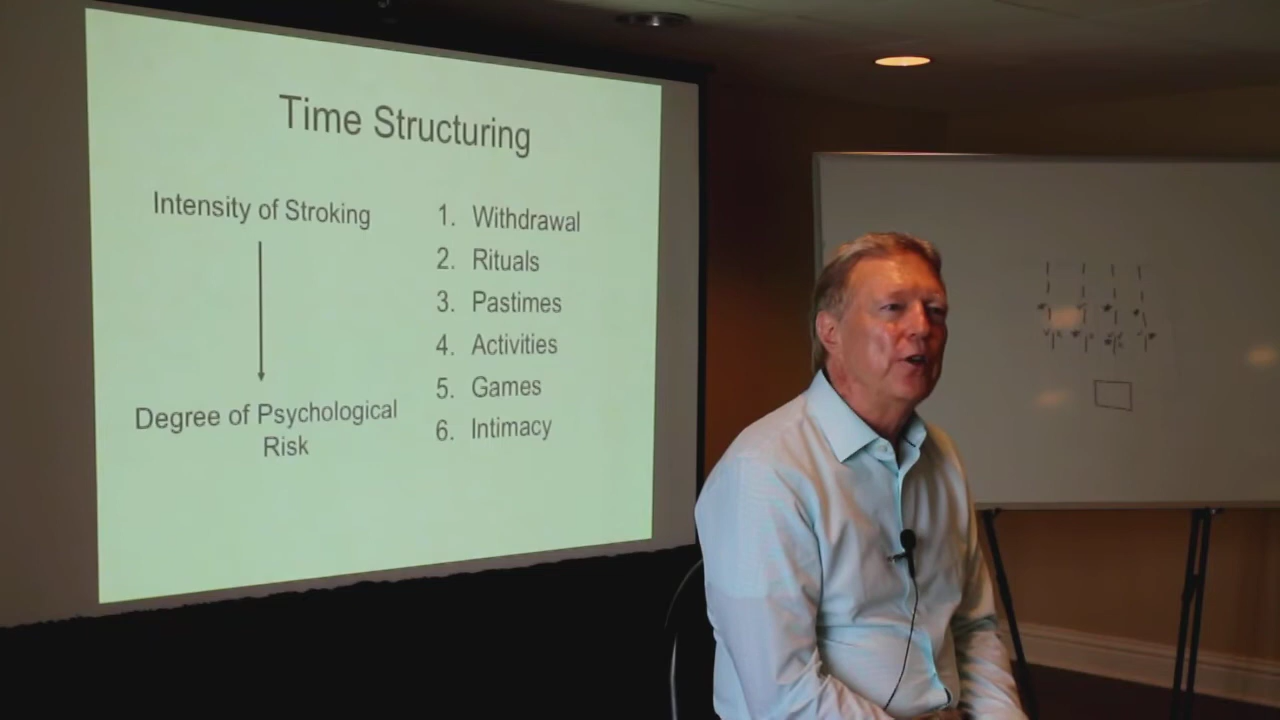 Time Structuring
Intensity of Stroking
Degree of Psychological
Risk
1. Withdrawal
2. Rituals
3. Pastimes
4. Activities
5. Games
6. Intimacy